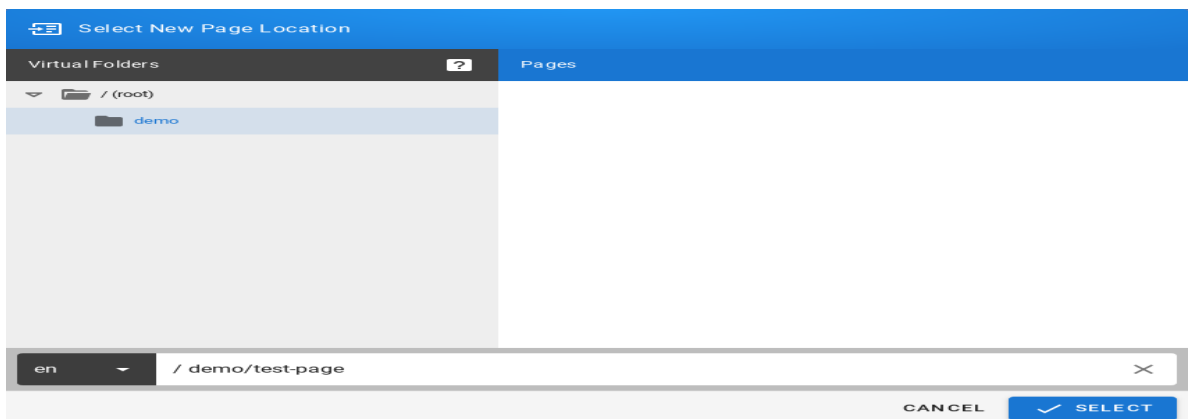 Select New Page Location
Virtual Folders ? Pages
/ (root)
demo
en / demo/test-page
CANCEL SELECT